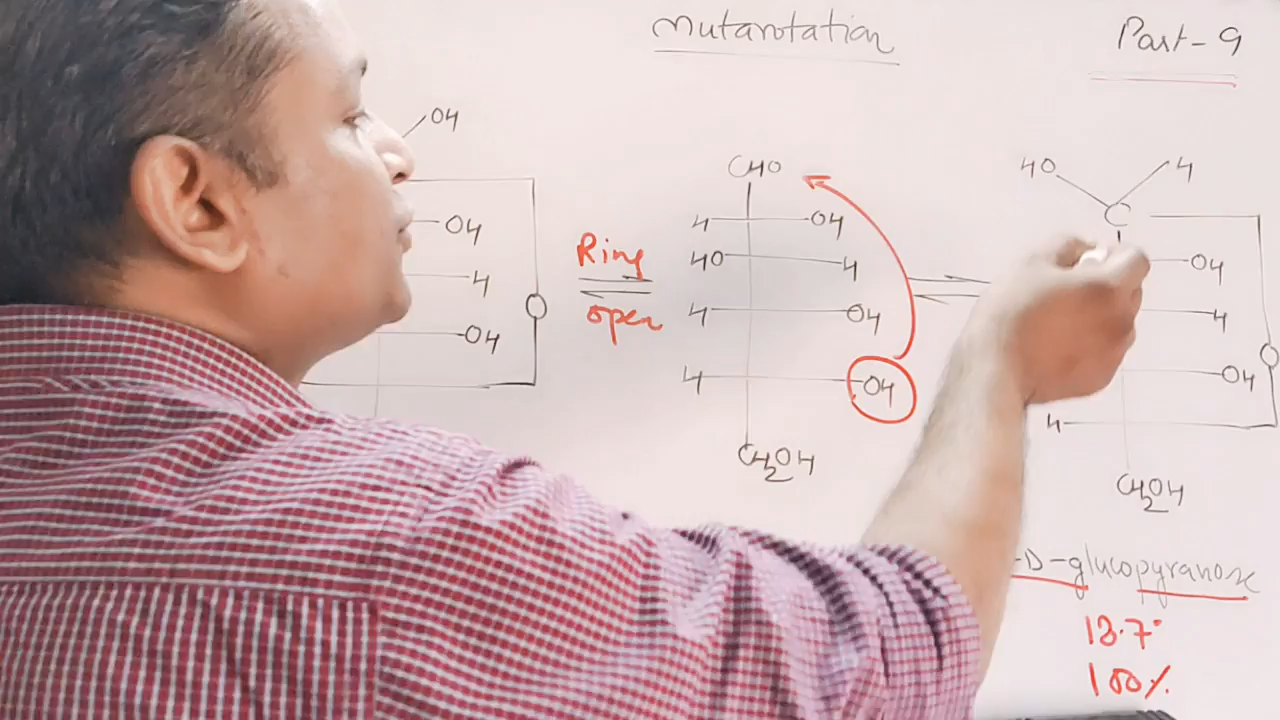 Mutarotation
Part-9
OH
OH
H
OH
O
Ring
open
CHO
H OH
HO H
H OH
H OH
CH2OH
HO H
C
OH
H
OH
O
H
CH2OH
-D-glucopyranose
18.7°
100%